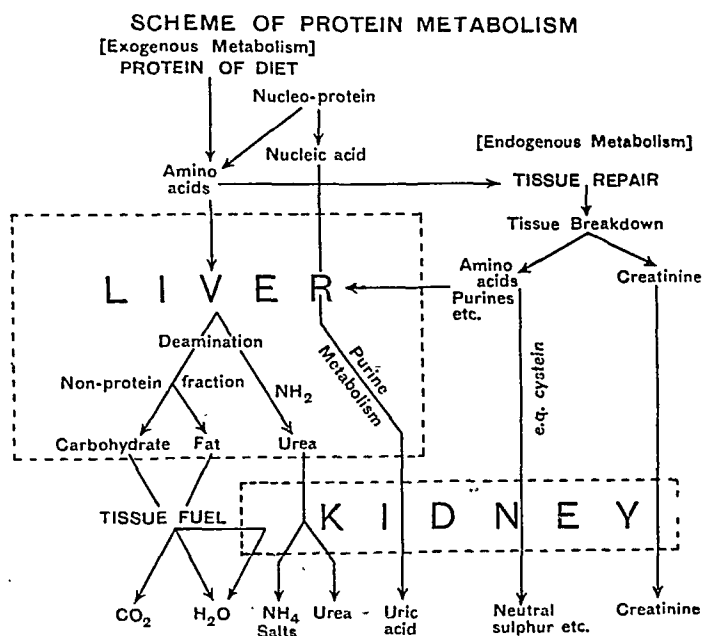 SCHEME OF PROTEIN METABOLISM
[Exogenous Metabolism]
PROTEIN OF DIET
Nucleo-protein
Nucleic acid
[Endogenous Metabolism]
Amino
acids
TISSUE REPAIR
Tissue Breakdown
LIVER
Amino
acids
Purines
etc.
Creatinine
Deamination
Purine
Metabolism
Non-protein fraction
NH2
e.q. cystein
Carbohydrate
Fat
Urea
TISSUE FUEL
KIDNEY
CO2
H2O
NH4
Salts
Urea
Uric
acid
Neutral
sulphur etc.
Creatinine